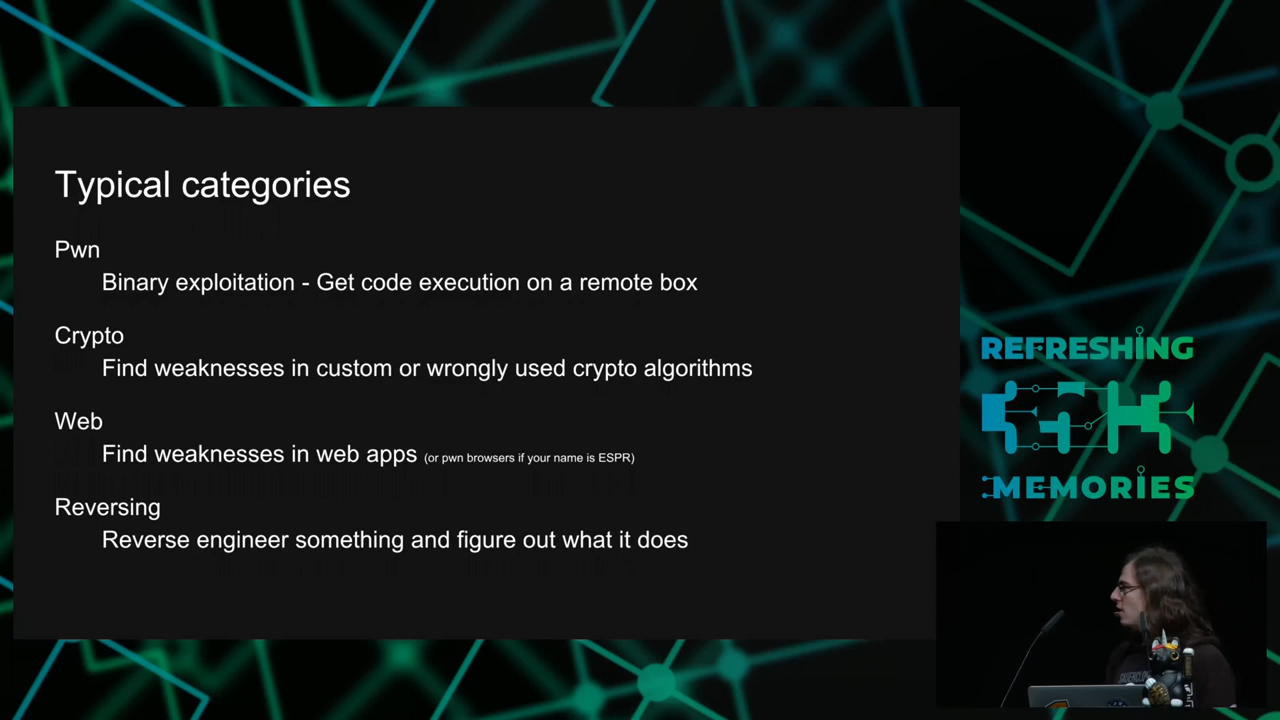 Typical categories
Pwn
Binary exploitation - Get code execution on a remote box
Crypto
Find weaknesses in custom or wrongly used crypto algorithms
Web
Find weaknesses in web apps (or pwn browsers if your name is ESPR)
Reversing
Reverse engineer something and figure out what it does
REFRESHING
MEMORIES